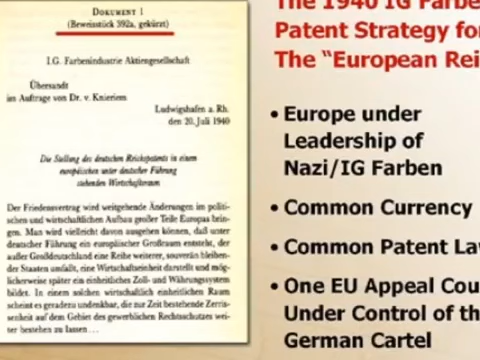 DOKUMENT 1
(Beweisstück 392a, gekürzt)
I.G. Farbenindustrie Aktiengesellschaft
Übersandt
im Auftrage von Dr. v. Knieriem
Ludwigshafen a. Rh.
den 20. Juli 1940
Die Stellung des deutschen Reichspatents in einem
europäischen unter deutscher Führung
stehenden Wirtschaftsraum
Der Friedensvertrag wird weitgehende Änderungen im politi-
schen und wirtschaftlichen Aufbau großer Teile Europas brin-
gen. Man wird vielleicht davon ausgehen können, daß unter
deutscher Führung ein europäischer Großraum entsteht, der
außer Großdeutschland eine Reihe weiterer, souverän bleiben-
der Staaten umfaßt, eine Wirtschaftseinheit darstellt und mög-
licherweise später ein einheitliches Zoll- und Währungssystem
bildet. In einem solchen wirtschaftlich einheitlichen Raum
scheint es geradezu undenkbar, die zur Zeit bestehende Zerris-
senheit auf dem Gebiet des gewerblichen Rechtsschutzes wei-
ter bestehen zu lassen ...
The 1940 IG Farbe
Patent Strategy for
The “European Rei
• Europe under
Leadership of
Nazi/IG Farben
• Common Currency
• Common Patent La
• One EU Appeal Cou
Under Control of th
German Cartel